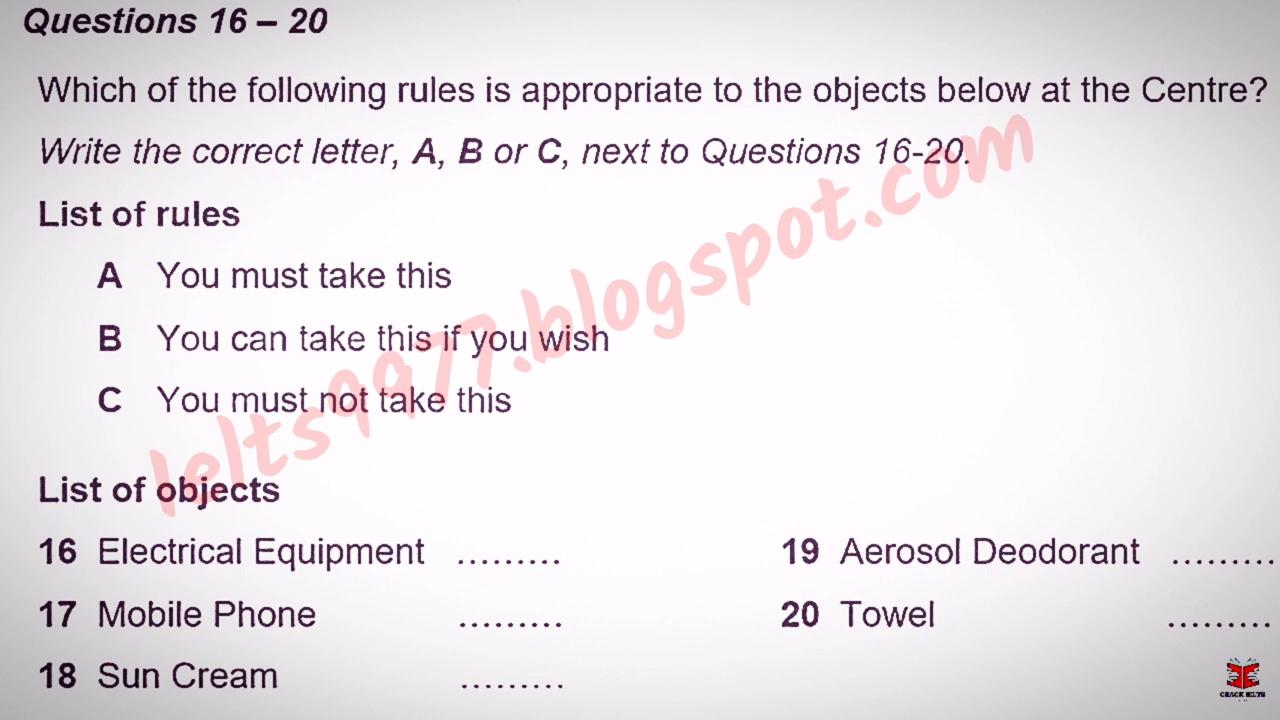 Questions 16 – 20
Which of the following rules is appropriate to the objects below at the Centre?
Write the correct letter, A, B or C, next to Questions 16-20.
List of rules
A You must take this
B You can take this if you wish
C You must not take this
Ielts9977.blogspot.com
List of objects
16 Electrical Equipment .........
17 Mobile Phone .........
18 Sun Cream .........
19 Aerosol Deodorant .........
20 Towel .........
CRACK IELTS